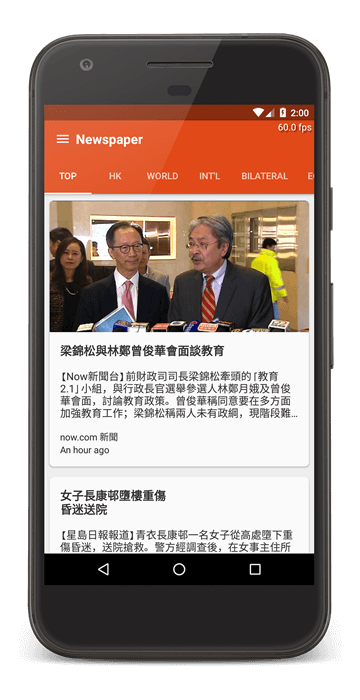 2:00
60.0 fps
Newspaper
TOP HK WORLD INT'L BILATERAL
梁錦松與林鄭曾俊華會面談教育
【Now新聞台】前財政司司長梁錦松牽頭的「教育
2.1」小組，與行政長官選舉參選人林鄭月娥及曾俊
華會面，討論教育政策。曾俊華稱同意要在多方面
加強教育工作；梁錦松稱兩人未有政綱，現階段難...
now.com 新聞
An hour ago
女子長康邨墮樓重傷
昏迷送院
【星島日報報道】青衣長康邨一名女子從高處墮下重
傷昏迷，送院搶救。警方經調查後，在女事主住所